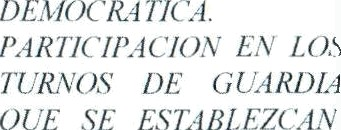 DEMOCRATICA.
PARTICIPACION EN LOS
TURNOS DE GUARDIA
QUE SE ESTABLEZCAN